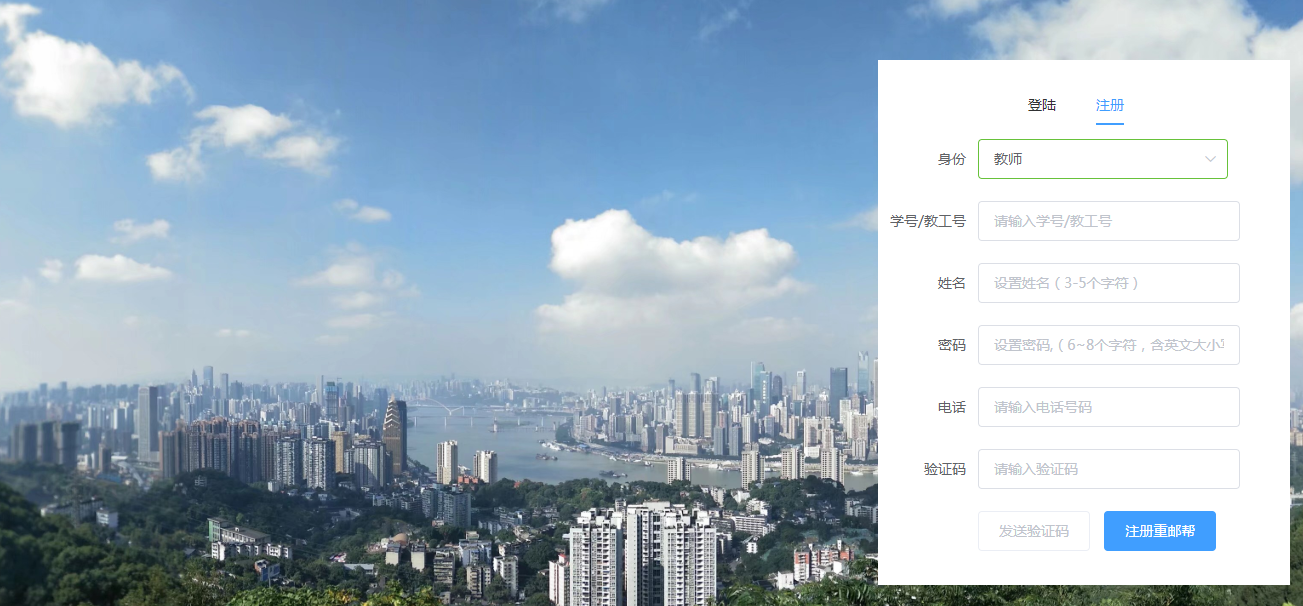 登陆 注册
身份 教师
学号/教工号 请输入学号/教工号
姓名 设置姓名（3-5个字符）
密码 设置密码,（6~8个字符，含英文大小
电话 请输入电话号码
验证码 请输入验证码
发送验证码 注册重邮帮